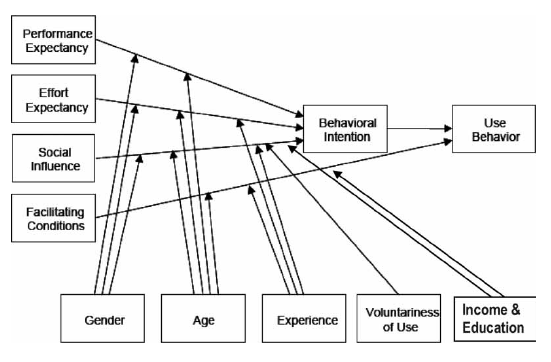 Performance
Expectancy
Effort
Expectancy
Social
Influence
Facilitating
Conditions
Behavioral
Intention
Use
Behavior
Gender
Age
Experience
Voluntariness
of Use
Income &
Education